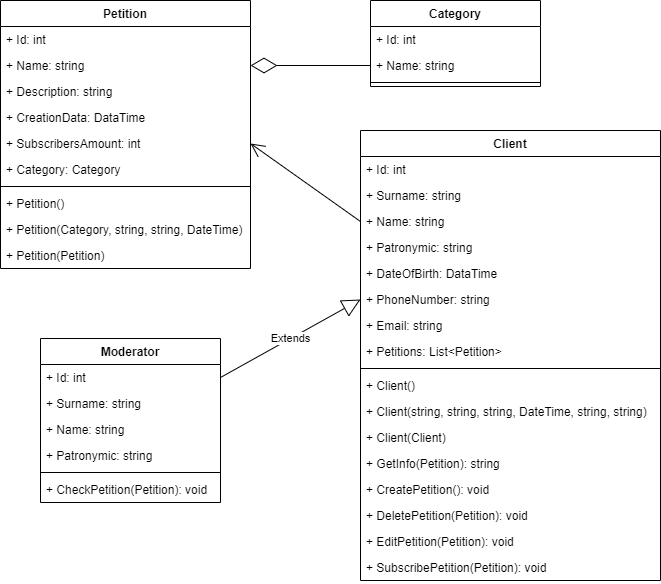 Petition
+ Id: int
+ Name: string
+ Description: string
+ CreationData: DataTime
+ SubscribersAmount: int
+ Category: Category
+ Petition()
+ Petition(Category, string, string, DateTime)
+ Petition(Petition)
Category
+ Id: int
+ Name: string
Client
+ Id: int
+ Surname: string
+ Name: string
+ Patronymic: string
+ DateOfBirth: DataTime
+ PhoneNumber: string
+ Email: string
+ Petitions: List<Petition>
+ Client()
+ Client(string, string, string, DateTime, string, string)
+ Client(Client)
+ GetInfo(Petition): string
+ CreatePetition(): void
+ DeletePetition(Petition): void
+ EditPetition(Petition): void
+ SubscribePetition(Petition): void
Extends
Moderator
+ Id: int
+ Surname: string
+ Name: string
+ Patronymic: string
+ CheckPetition(Petition): void